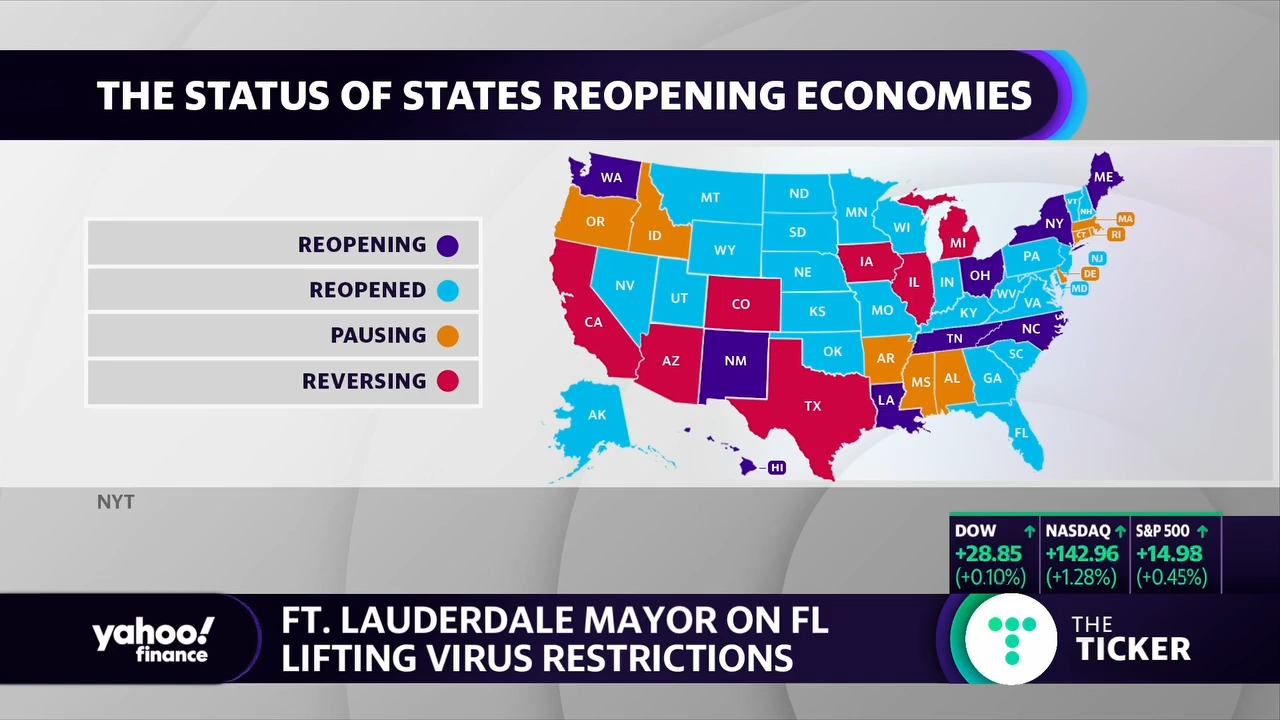 THE STATUS OF STATES REOPENING ECONOMIES
REOPENING
REOPENED
PAUSING
REVERSING
WA
OR
ID
MT
ND
MN
WI
MI
ME
VT
NH
NY
MA
CT
RI
SD
WY
NE
IA
IL
IN
OH
PA
NJ
DE
MD
NV
UT
CO
KS
MO
KY
WV
VA
CA
AZ
NM
OK
AR
TN
NC
SC
TX
LA
MS
AL
GA
FL
AK
HI
NYT
DOW
+28.85
(+0.10%)
NASDAQ
+142.96
(+1.28%)
S&P 500
+14.98
(+0.45%)
yahoo!
finance
FT. LAUDERDALE MAYOR ON FL
LIFTING VIRUS RESTRICTIONS
THE
TICKER